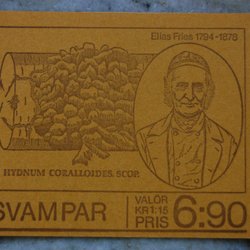 Elias Fries 1794-1878
HYDNUM CORALLOIDES. SCOP.
SVAMPAR
VALÖR
KR 1:15
PRIS
6:90